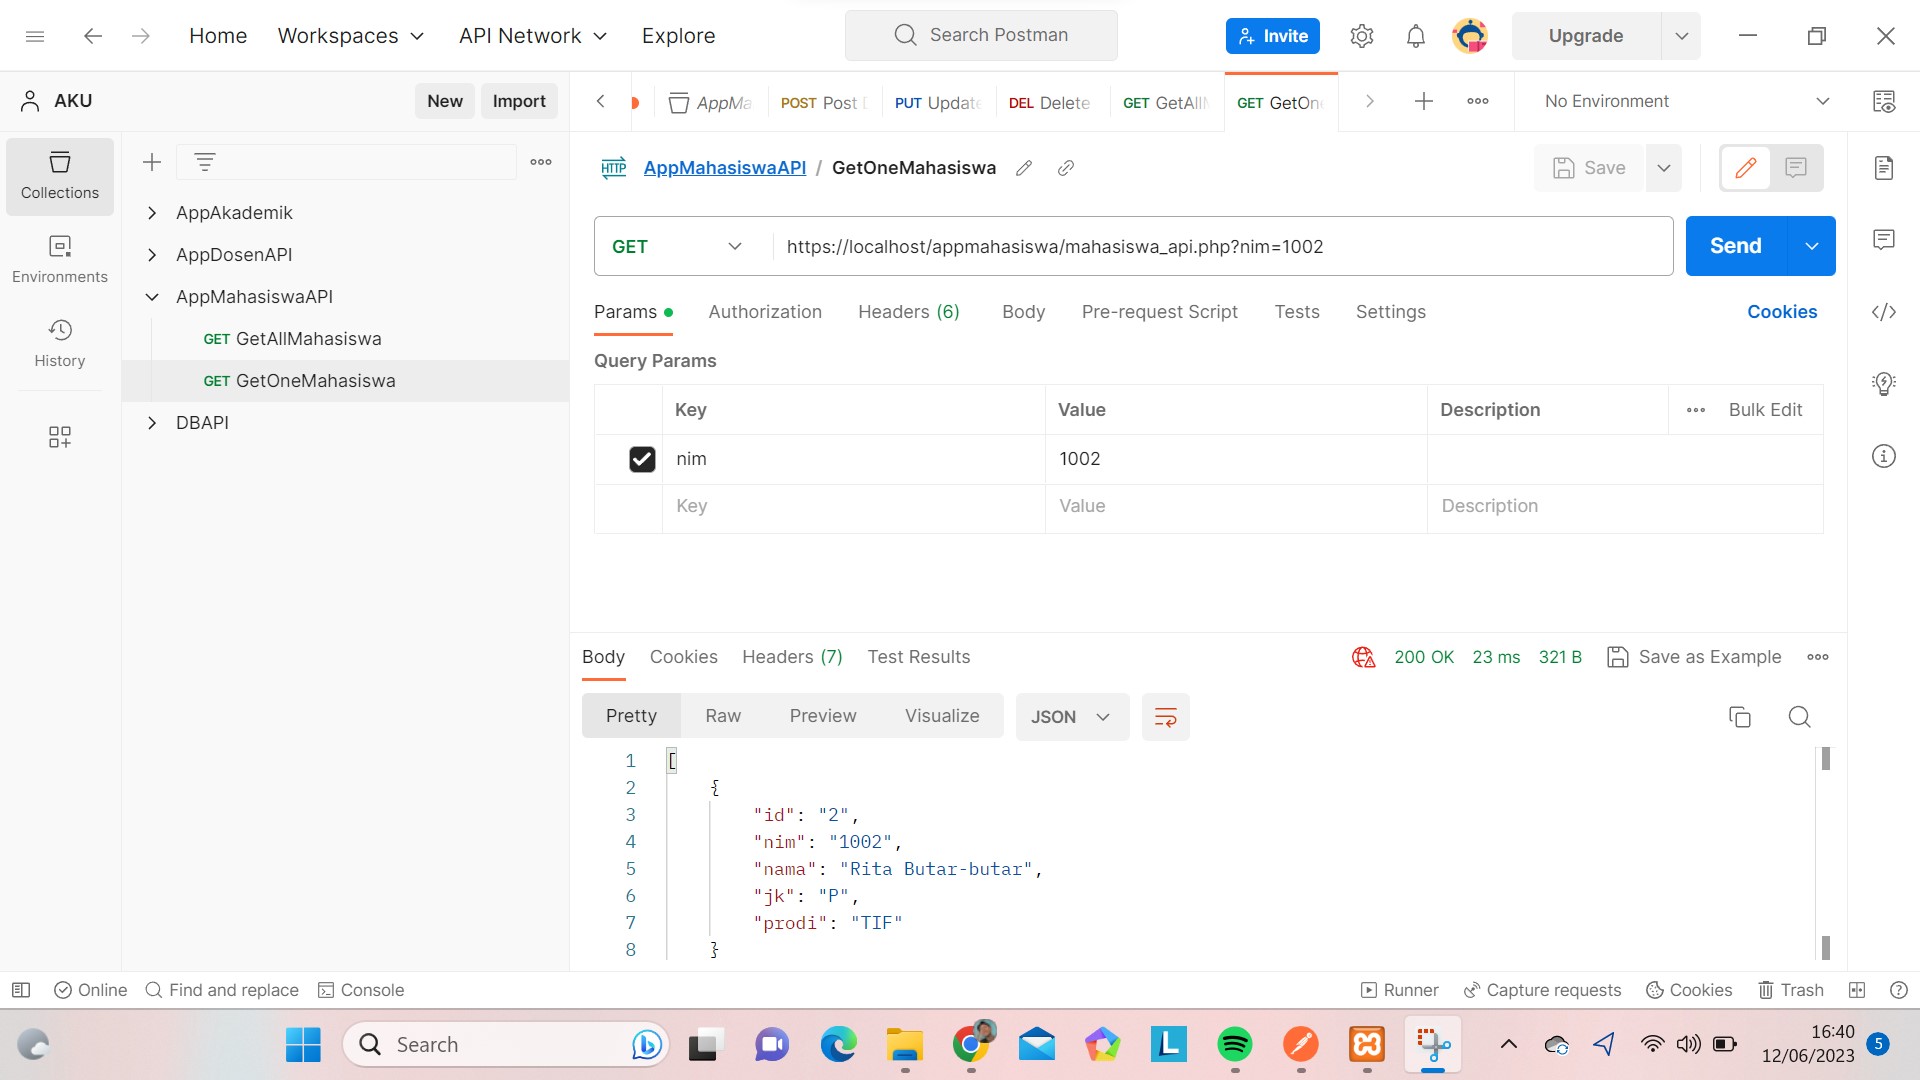 Home
Workspaces
API Network
Explore
Search Postman
Invite
Upgrade
AKU
New
Import
AppMa
POST Post
PUT Update
DEL Delete
GET GetAll
GET GetOn
No Environment
Collections
Environments
History
AppAkademik
AppDosenAPI
AppMahasiswaAPI
GET GetAllMahasiswa
GET GetOneMahasiswa
DBAPI
HTTP AppMahasiswaAPI / GetOneMahasiswa
Save
GET
https://localhost/appmahasiswa/mahasiswa_api.php?nim=1002
Send
Params
Authorization
Headers (6)
Body
Pre-request Script
Tests
Settings
Cookies
Query Params
Key Value Description Bulk Edit
nim 1002
Key Value Description
Body
Cookies
Headers (7)
Test Results
200 OK 23 ms 321 B
Save as Example
Pretty
Raw
Preview
Visualize
JSON
1 [
2 {
3 "id": "2",
4 "nim": "1002",
5 "nama": "Rita Butar-butar",
6 "jk": "P",
7 "prodi": "TIF"
8 }
Online
Find and replace
Console
Runner
Capture requests
Cookies
Trash
Search
L
16:40
12/06/2023
5